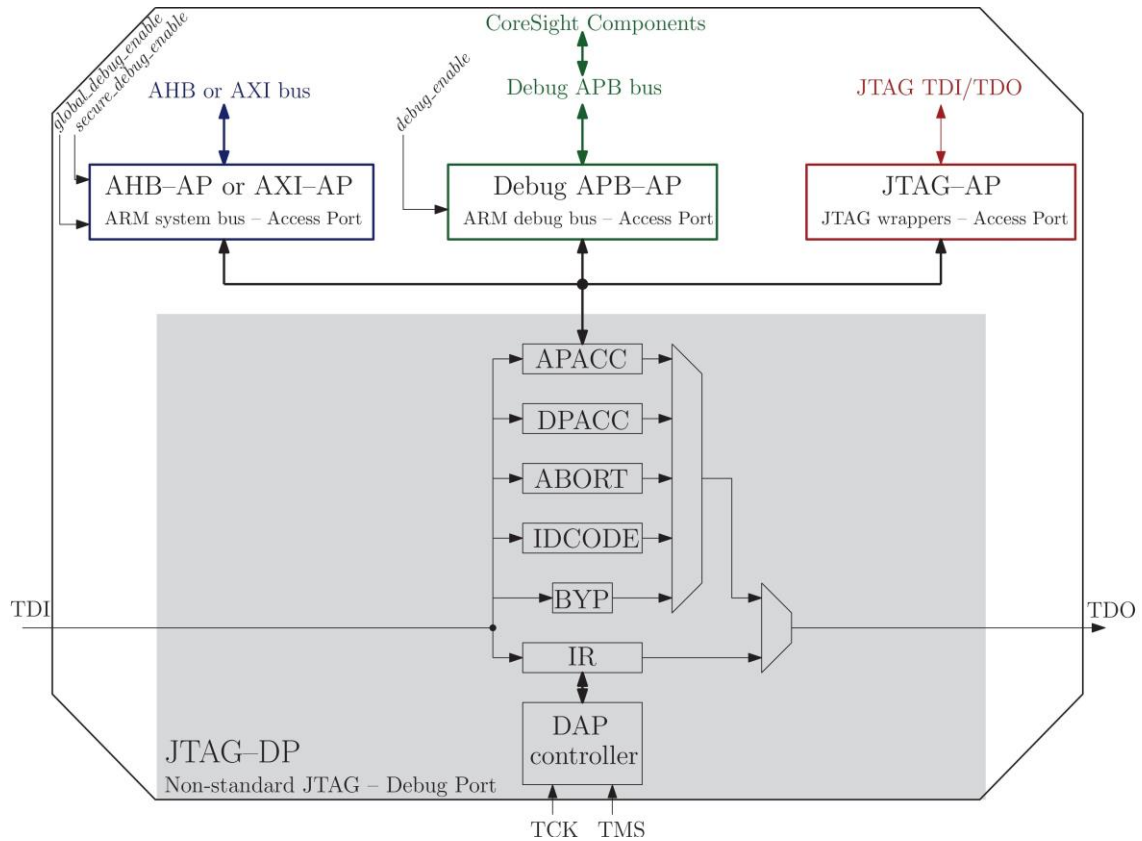 CoreSight Components
global_debug_enable
secure_debug_enable
AHB or AXI bus
debug_enable
Debug APB bus
JTAG TDI/TDO
AHB–AP or AXI–AP
ARM system bus – Access Port
Debug APB–AP
ARM debug bus – Access Port
JTAG–AP
JTAG wrappers – Access Port
APACC
DPACC
ABORT
IDCODE
BYP
TDI
TDO
IR
DAP
controller
JTAG–DP
Non-standard JTAG – Debug Port
TCK
TMS